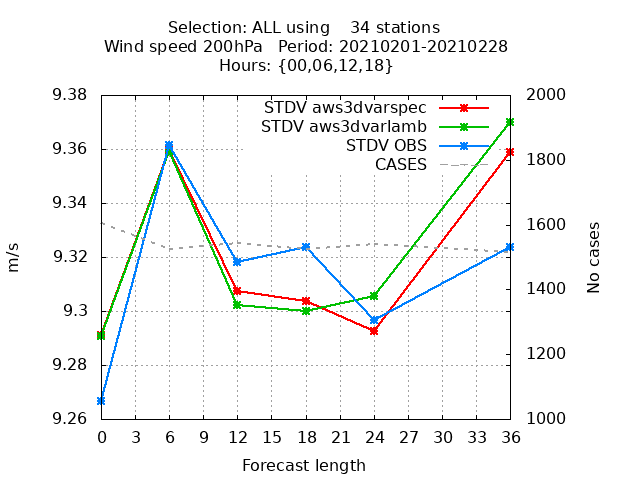 Selection: ALL using    34 stations
Wind speed 200hPa   Period: 20210201-20210228
Hours: {00,06,12,18}
STDV aws3dvarspec
STDV aws3dvarlamb
STDV OBS
CASES
9.38
9.36
9.34
9.32
9.3
9.28
9.26
m/s
2000
1800
1600
1400
1200
1000
No cases
0 3 6 9 12 15 18 21 24 27 30 33 36
Forecast length